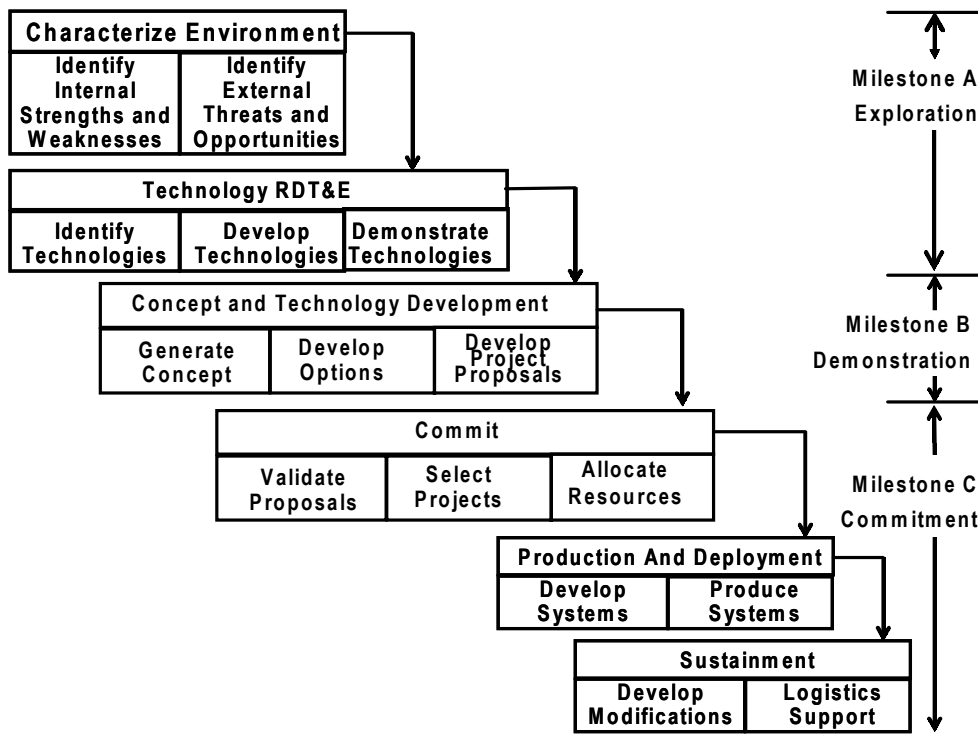 Characterize Environment
Identify
Internal
Strengths and
Weaknesses
Identify
External
Threats and
Opportunities
Technology RDT&E
Identify
Technologies
Develop
Technologies
Demonstrate
Technologies
Concept and Technology Development
Generate
Concept
Develop
Options
Develop
Project
Proposals
Commit
Validate
Proposals
Select
Projects
Allocate
Resources
Production And Deployment
Develop
Systems
Produce
Systems
Sustainment
Develop
Modifications
Logistics
Support
Milestone A
Exploration
Milestone B
Demonstration
Milestone C
Commitment